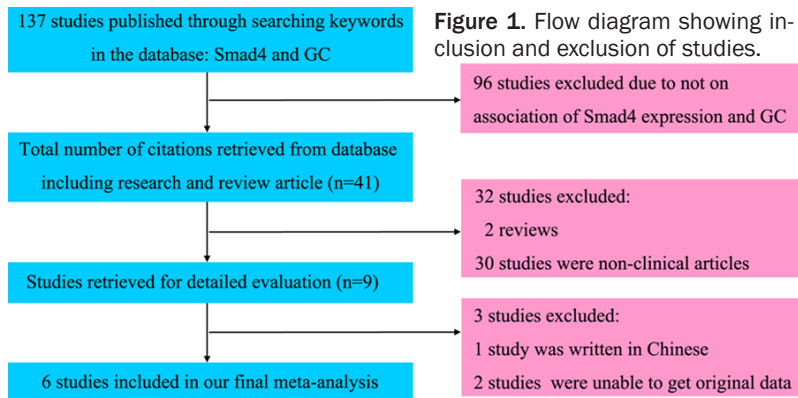 137 studies published through searching keywords
in the database: Smad4 and GC
Figure 1. Flow diagram showing in-
clusion and exclusion of studies.
96 studies excluded due to not on
association of Smad4 expression and GC
Total number of citations retrieved from database
including research and review article (n=41)
32 studies excluded:
2 reviews
30 studies were non-clinical articles
Studies retrieved for detailed evaluation (n=9)
3 studies excluded:
1 study was written in Chinese
2 studies were unable to get original data
6 studies included in our final meta-analysis